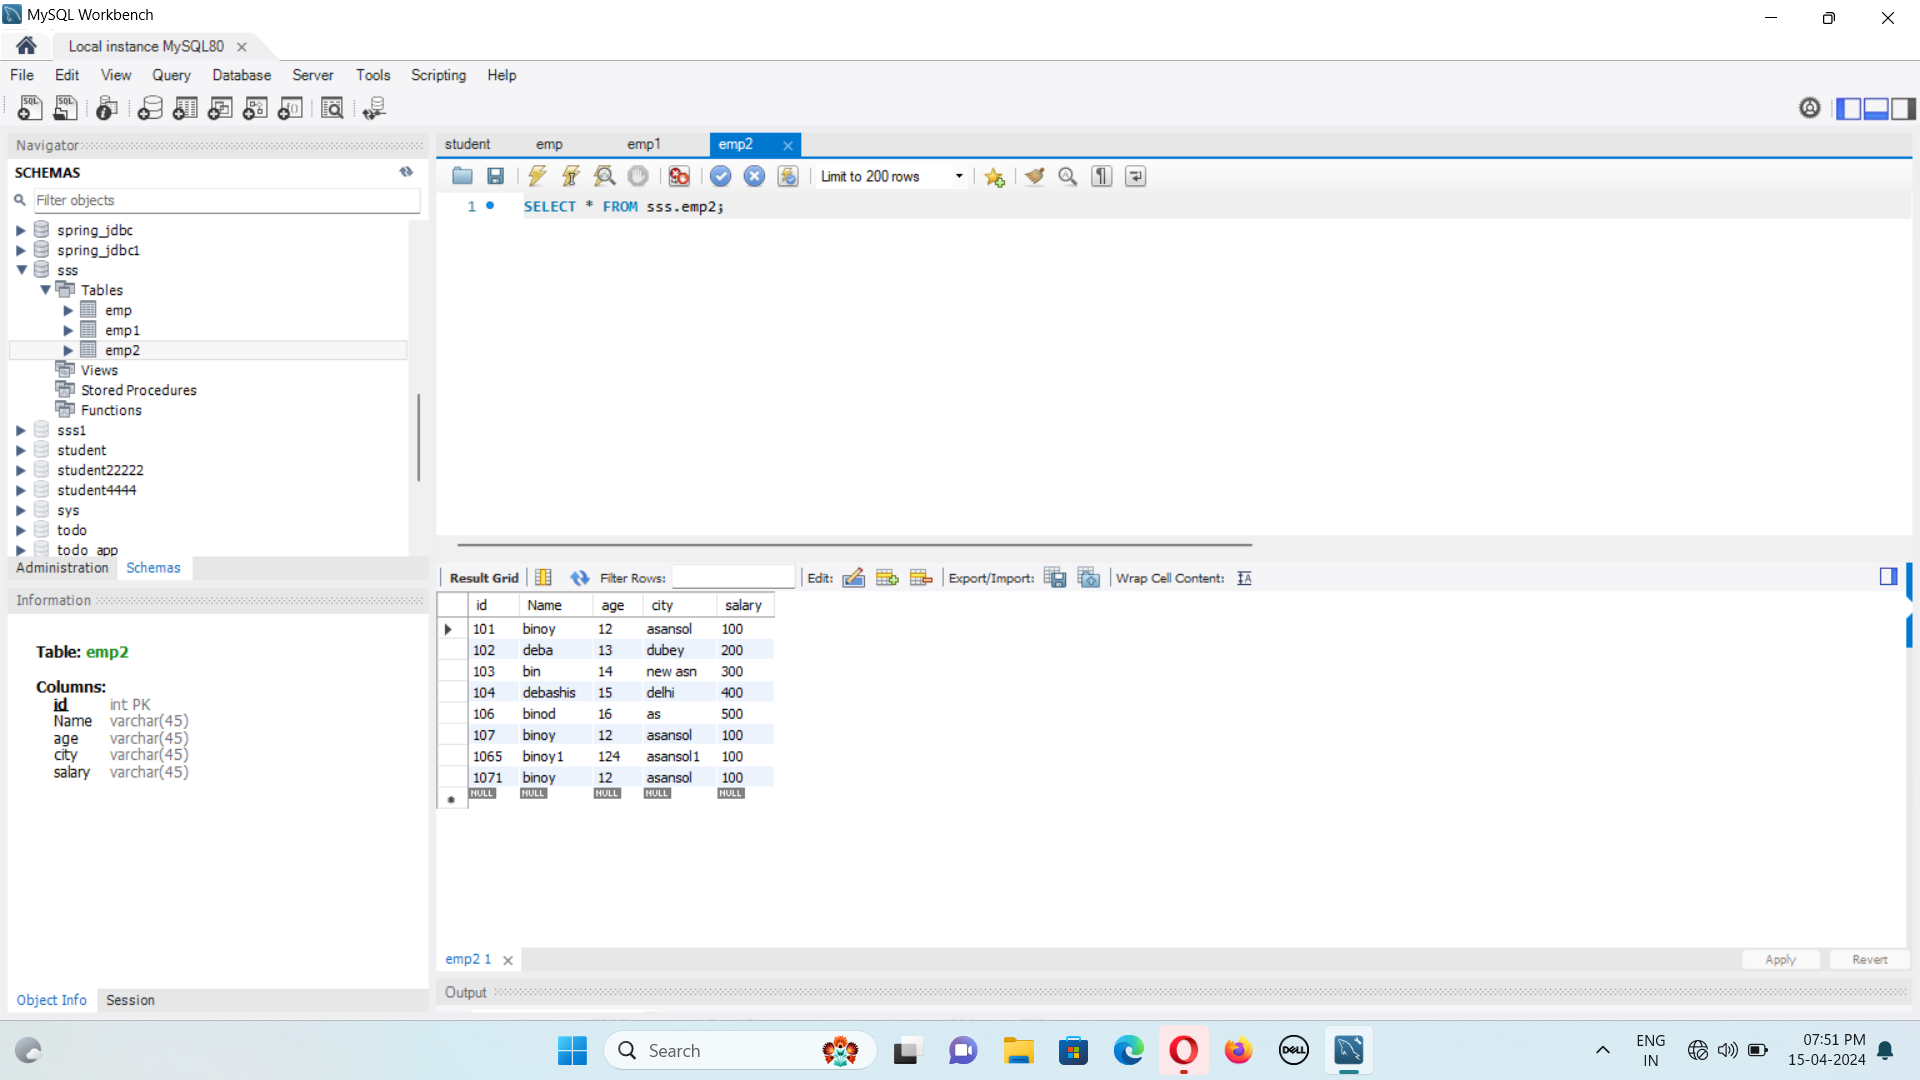 MySQL Workbench
Local instance MySQL80
File Edit View Query Database Server Tools Scripting Help
Navigator
SCHEMAS
Filter objects
spring_jdbc
spring_jdbc1
sss
Tables
emp
emp1
emp2
Views
Stored Procedures
Functions
sss1
student
student22222
student4444
sys
todo
todo_app
Administration Schemas
Information
Table: emp2
Columns:
id int PK
Name varchar(45)
age varchar(45)
city varchar(45)
salary varchar(45)
Object Info Session
student emp emp1 emp2
Limit to 200 rows
1 SELECT * FROM sss.emp2;
Result Grid Filter Rows: Edit: Export/Import: Wrap Cell Content:
id Name age city salary
101 binoy 12 asansol 100
102 deba 13 dubey 200
103 bin 14 new asn 300
104 debashis 15 delhi 400
106 binod 16 as 500
107 binoy 12 asansol 100
1065 binoy1 124 asansol1 100
1071 binoy 12 asansol 100
NULL NULL NULL NULL NULL
emp2 1
Apply Revert
Output
Search
DELL
ENG
IN
07:51 PM
15-04-2024